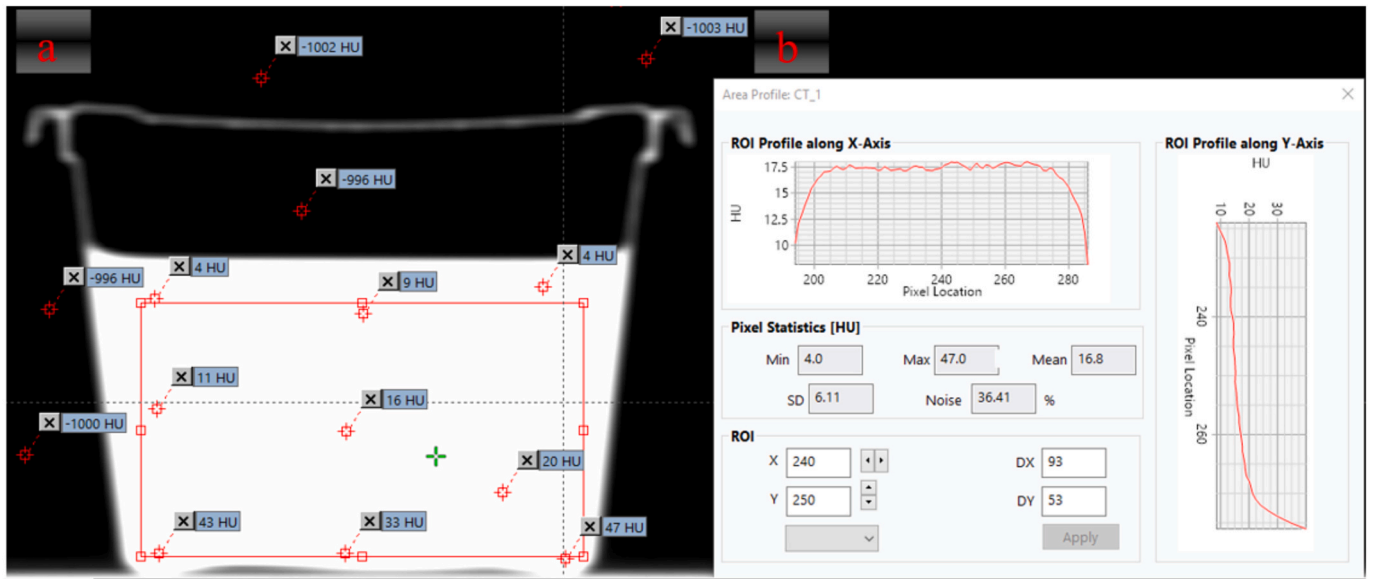 a
-1002 HU
-1003 HU
b
-996 HU
-996 HU
4 HU
9 HU
4 HU
11 HU
16 HU
-1000 HU
20 HU
43 HU
33 HU
47 HU
Area Profile: CT_1
ROI Profile along X-Axis
HU
17.5
15
12.5
10
200 220 240 260 280
Pixel Location
ROI Profile along Y-Axis
HU
10 20 30
240
260
Pixel Location
Pixel Statistics [HU]
Min 4.0 Max 47.0 Mean 16.8
SD 6.11 Noise 36.41 %
ROI
X 240 DX 93
Y 250 DY 53
Apply